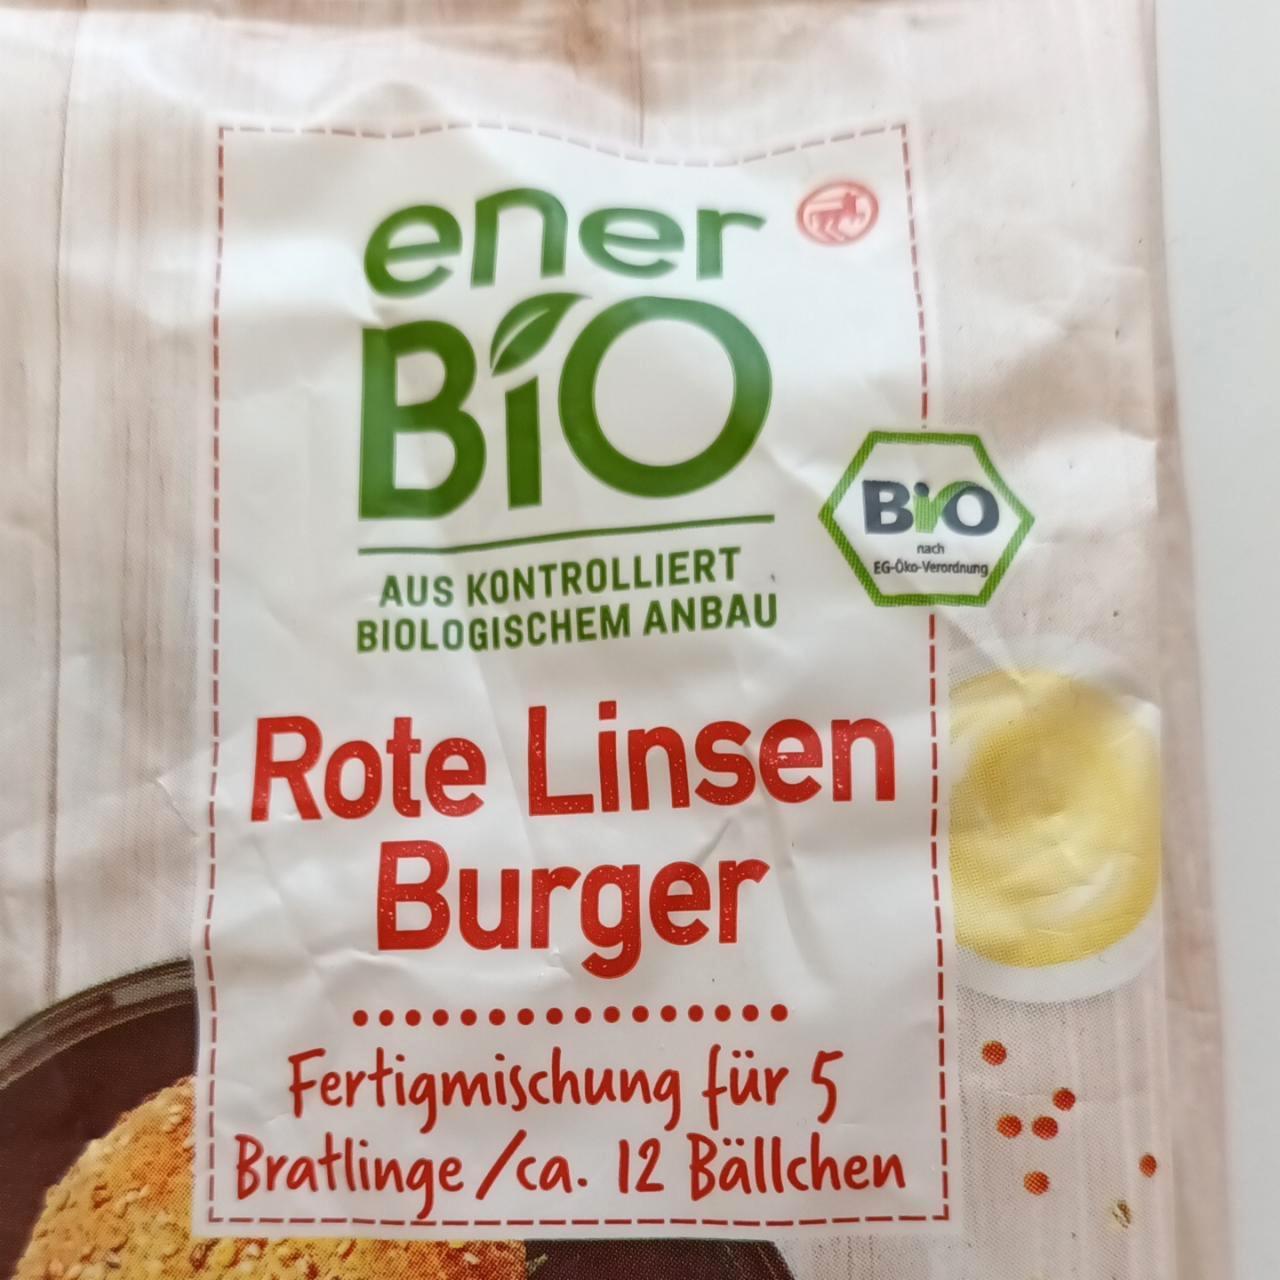 ener
BiO
AUS KONTROLLIERT
BIOLOGISCHEM ANBAU
BiO
nach
EG-Öko-Verordnung
Rote Linsen
Burger
Fertigmischung für 5
Bratlinge/ca. 12 Bällchen